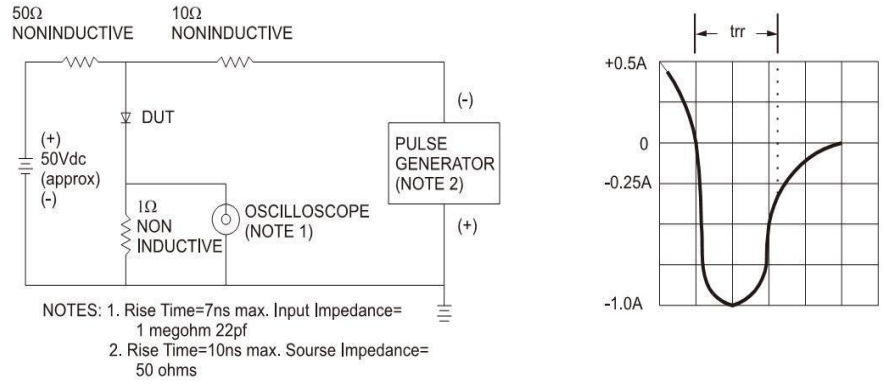 50Ω
NONINDUCTIVE
10Ω
NONINDUCTIVE
DUT
(+)
50Vdc
(approx)
(-)
1Ω
NON
INDUCTIVE
OSCILLOSCOPE
(NOTE 1)
(-)
PULSE
GENERATOR
(NOTE 2)
(+)
NOTES: 1. Rise Time=7ns max. Input Impedance=
1 megohm 22pf
2. Rise Time=10ns max. Sourse Impedance=
50 ohms
trr
+0.5A
0
-0.25A
-1.0A